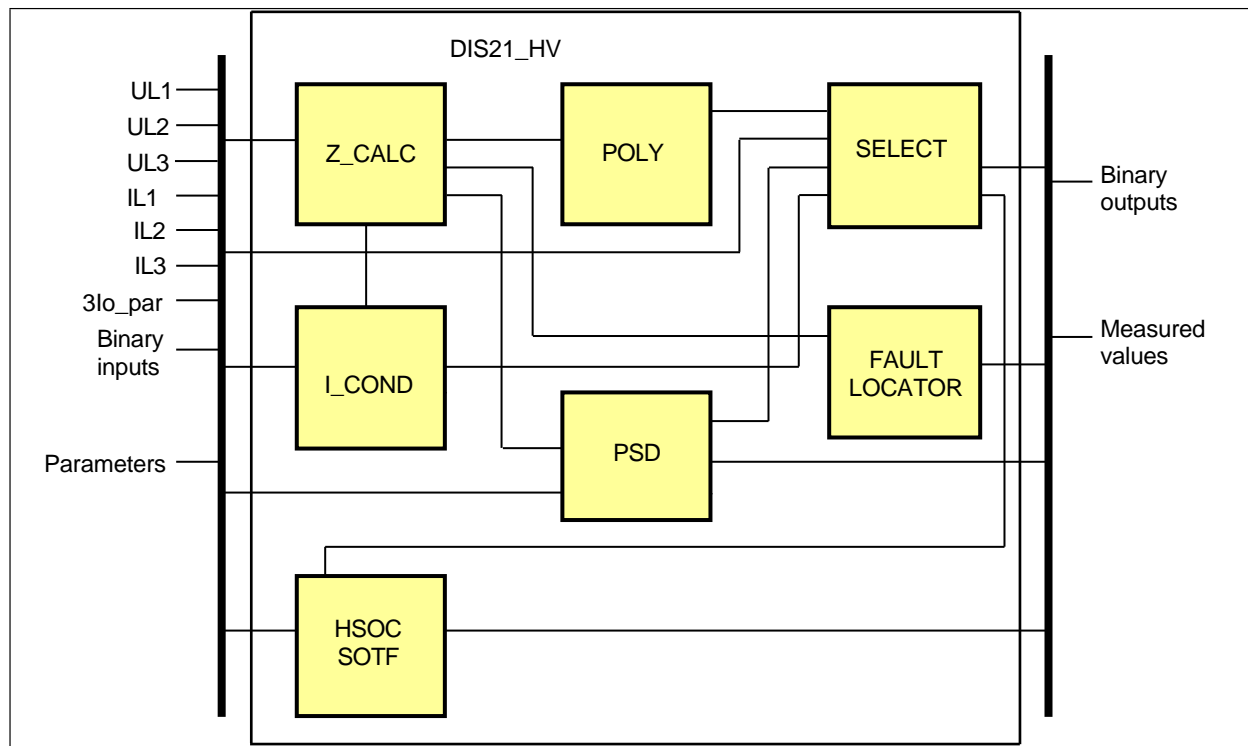 DIS21_HV
UL1
UL2
UL3
IL1
IL2
IL3
3Io_par
Binary
inputs
Parameters
Z_CALC
POLY
SELECT
I_COND
PSD
FAULT
LOCATOR
HSOC
SOTF
Binary
outputs
Measured
values